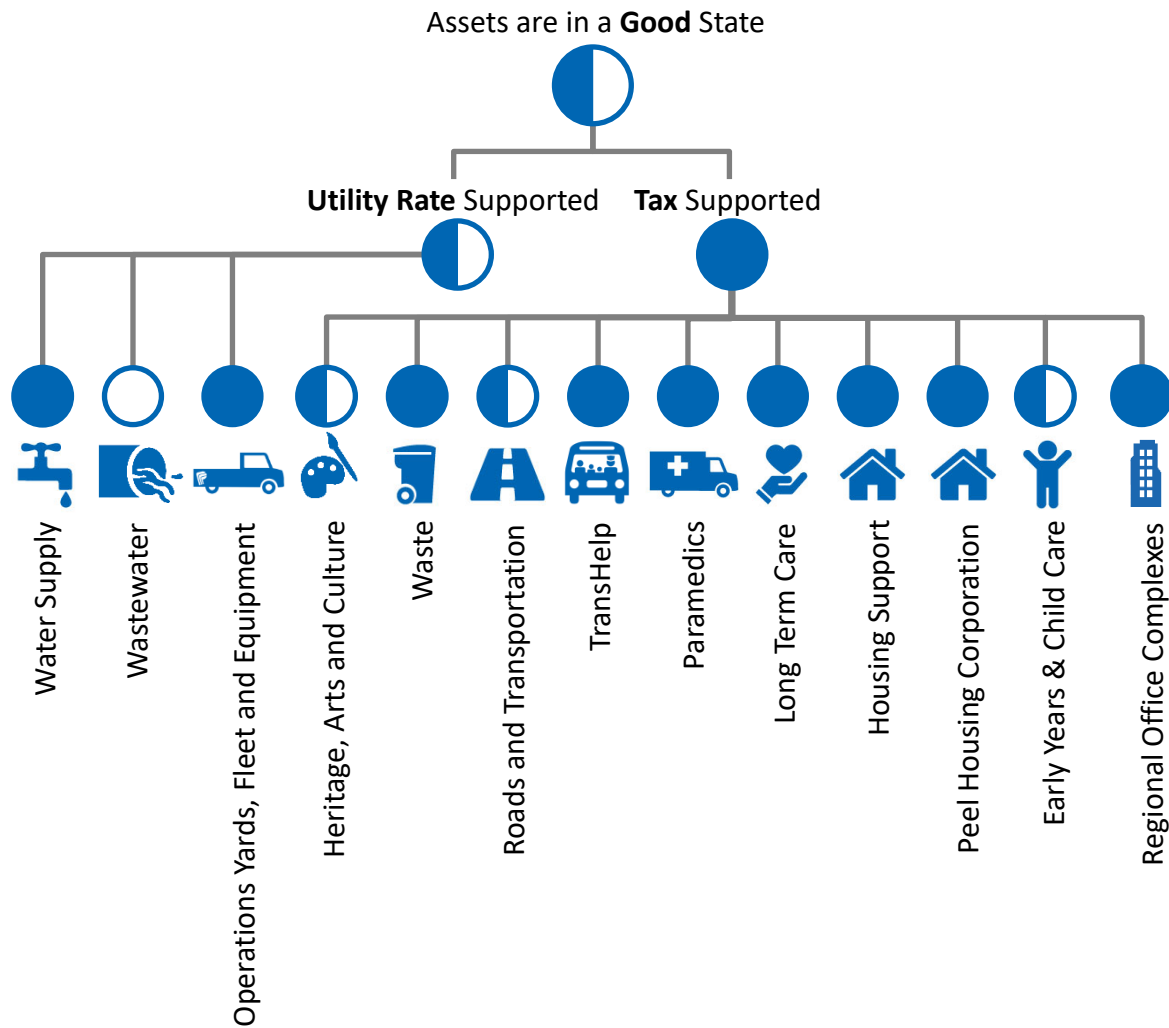 Assets are in a Good State
Utility Rate Supported
Tax Supported
Water Supply
Wastewater
Operations Yards, Fleet and Equipment
Heritage, Arts and Culture
Waste
Roads and Transportation
TransHelp
Paramedics
Long Term Care
Housing Support
Peel Housing Corporation
Early Years & Child Care
Regional Office Complexes